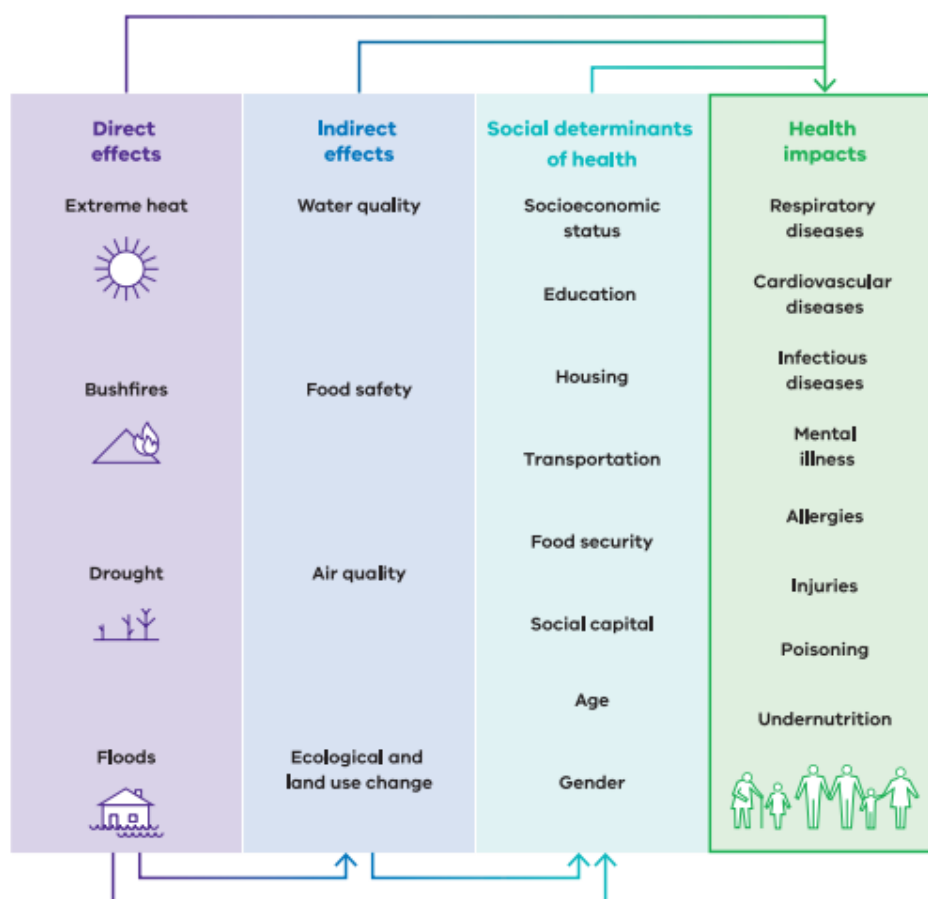 Direct
effects
Extreme heat
Bushfires
Drought
Floods
Indirect
effects
Water quality
Food safety
Air quality
Ecological and
land use change
Social determinants
of health
Socioeconomic
status
Education
Housing
Transportation
Food security
Social capital
Age
Gender
Health
impacts
Respiratory
diseases
Cardiovascular
diseases
Infectious
diseases
Mental
illness
Allergies
Injuries
Poisoning
Undernutrition